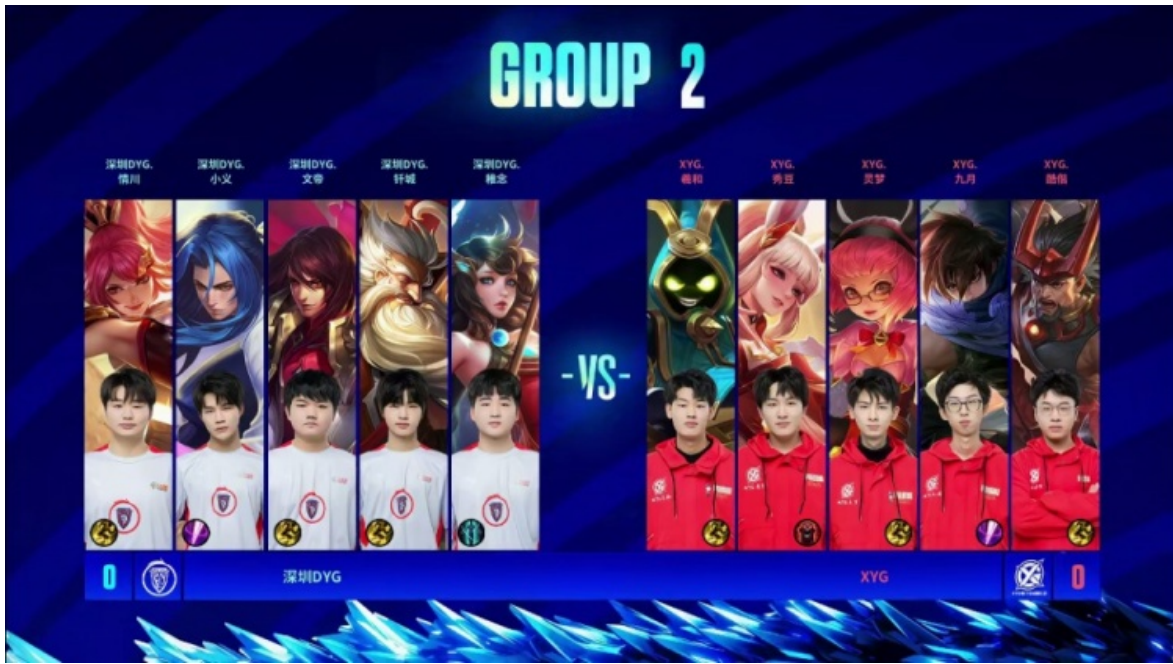 GROUP 2
深圳DYG.
情川
深圳DYG.
小义
深圳DYG.
文帝
深圳DYG.
轩城
深圳DYG.
稚念
XYG.
羲和
XYG.
秀豆
XYG.
灵梦
XYG.
九月
XYG.
酷偕
-VS-
0
深圳DYG
XYG
0